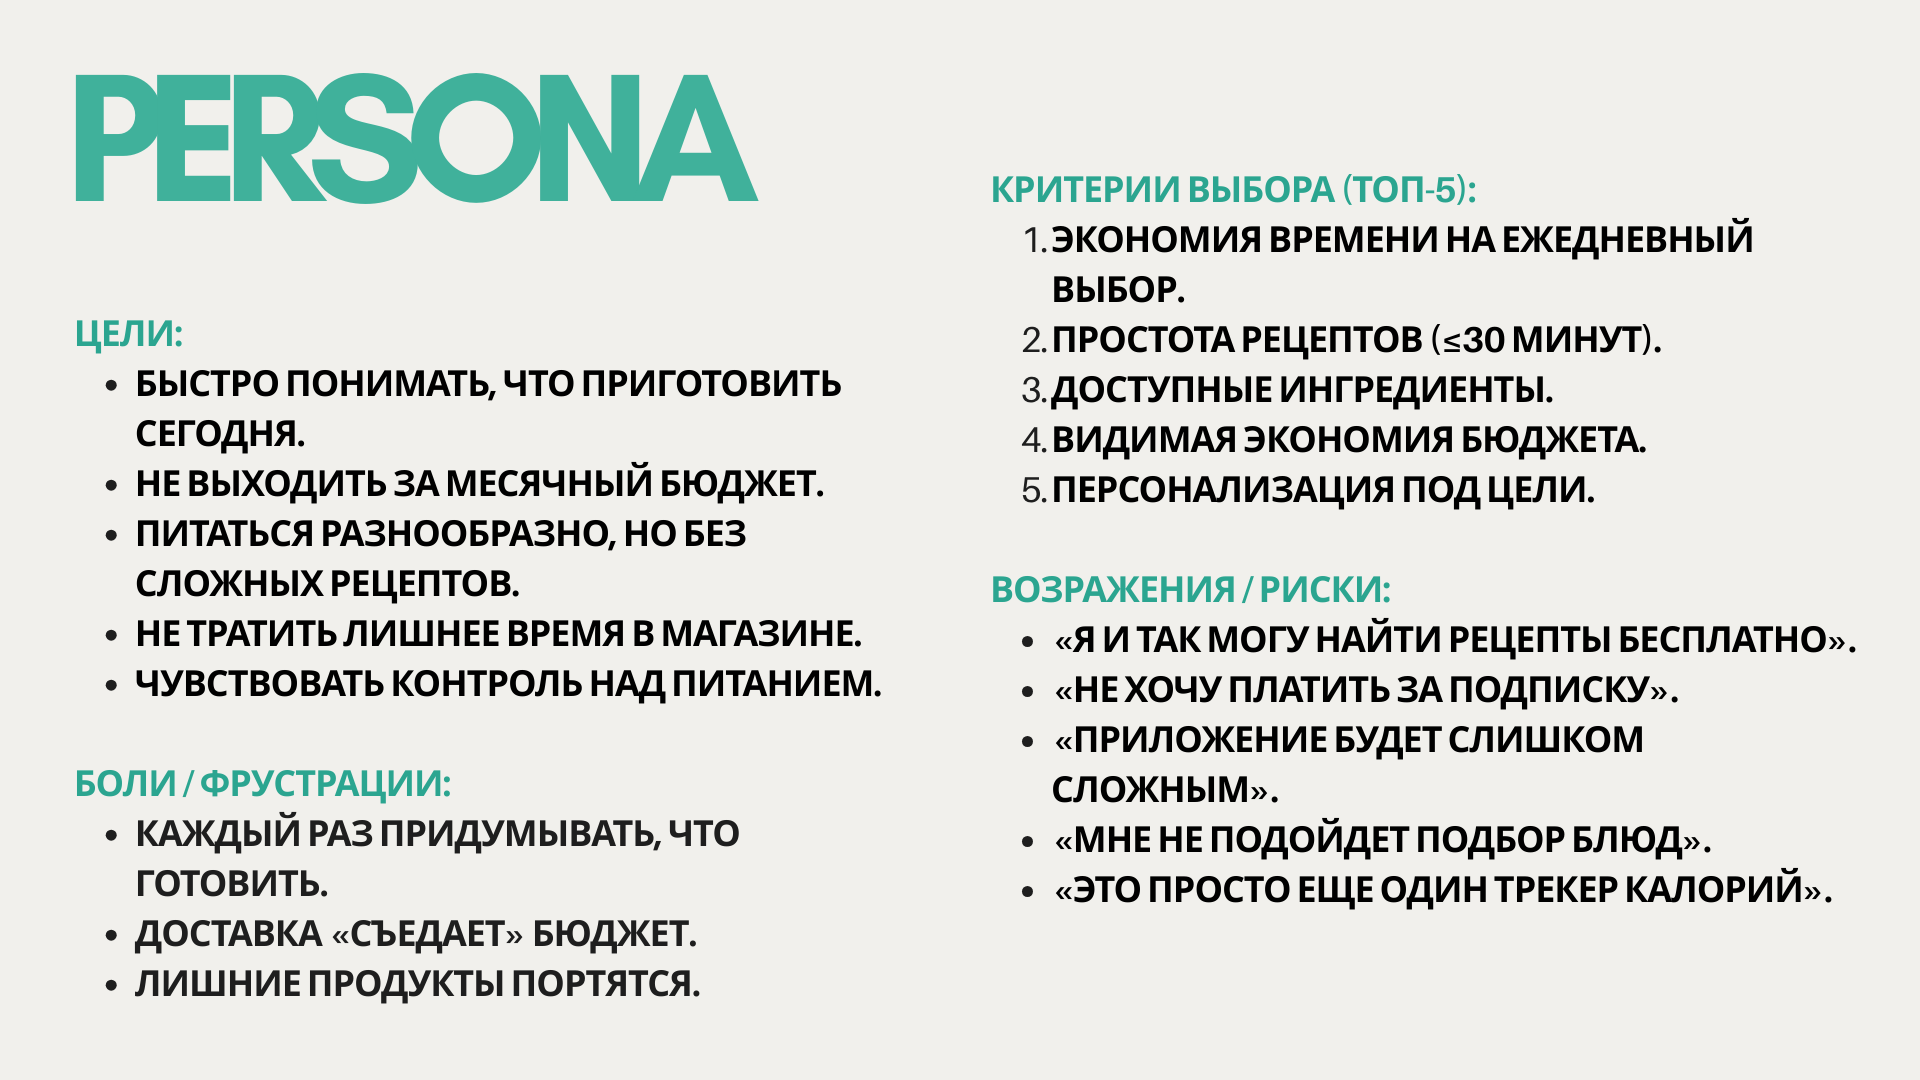 PERSONA
ЦЕЛИ:
• БЫСТРО ПОНИМАТЬ, ЧТО ПРИГОТОВИТЬ
СЕГОДНЯ.
• НЕ ВЫХОДИТЬ ЗА МЕСЯЧНЫЙ БЮДЖЕТ.
• ПИТАТЬСЯ РАЗНООБРАЗНО, НО БЕЗ
СЛОЖНЫХ РЕЦЕПТОВ.
• НЕ ТРАТИТЬ ЛИШНЕЕ ВРЕМЯ В МАГАЗИНЕ.
• ЧУВСТВОВАТЬ КОНТРОЛЬ НАД ПИТАНИЕМ.
БОЛИ / ФРУСТРАЦИИ:
• КАЖДЫЙ РАЗ ПРИДУМЫВАТЬ, ЧТО
ГОТОВИТЬ.
• ДОСТАВКА «СЪЕДАЕТ» БЮДЖЕТ.
• ЛИШНИЕ ПРОДУКТЫ ПОРТЯТСЯ.
КРИТЕРИИ ВЫБОРА (ТОП-5):
1. ЭКОНОМИЯ ВРЕМЕНИ НА ЕЖЕДНЕВНЫЙ
ВЫБОР.
2. ПРОСТОТА РЕЦЕПТОВ (≤30 МИНУТ).
3. ДОСТУПНЫЕ ИНГРЕДИЕНТЫ.
4. ВИДИМАЯ ЭКОНОМИЯ БЮДЖЕТА.
5. ПЕРСОНАЛИЗАЦИЯ ПОД ЦЕЛИ.
ВОЗРАЖЕНИЯ / РИСКИ:
• «Я И ТАК МОГУ НАЙТИ РЕЦЕПТЫ БЕСПЛАТНО».
• «НЕ ХОЧУ ПЛАТИТЬ ЗА ПОДПИСКУ».
• «ПРИЛОЖЕНИЕ БУДЕТ СЛИШКОМ
СЛОЖНЫМ».
• «МНЕ НЕ ПОДОЙДЕТ ПОДБОР БЛЮД».
• «ЭТО ПРОСТО ЕЩЕ ОДИН ТРЕКЕР КАЛОРИЙ».